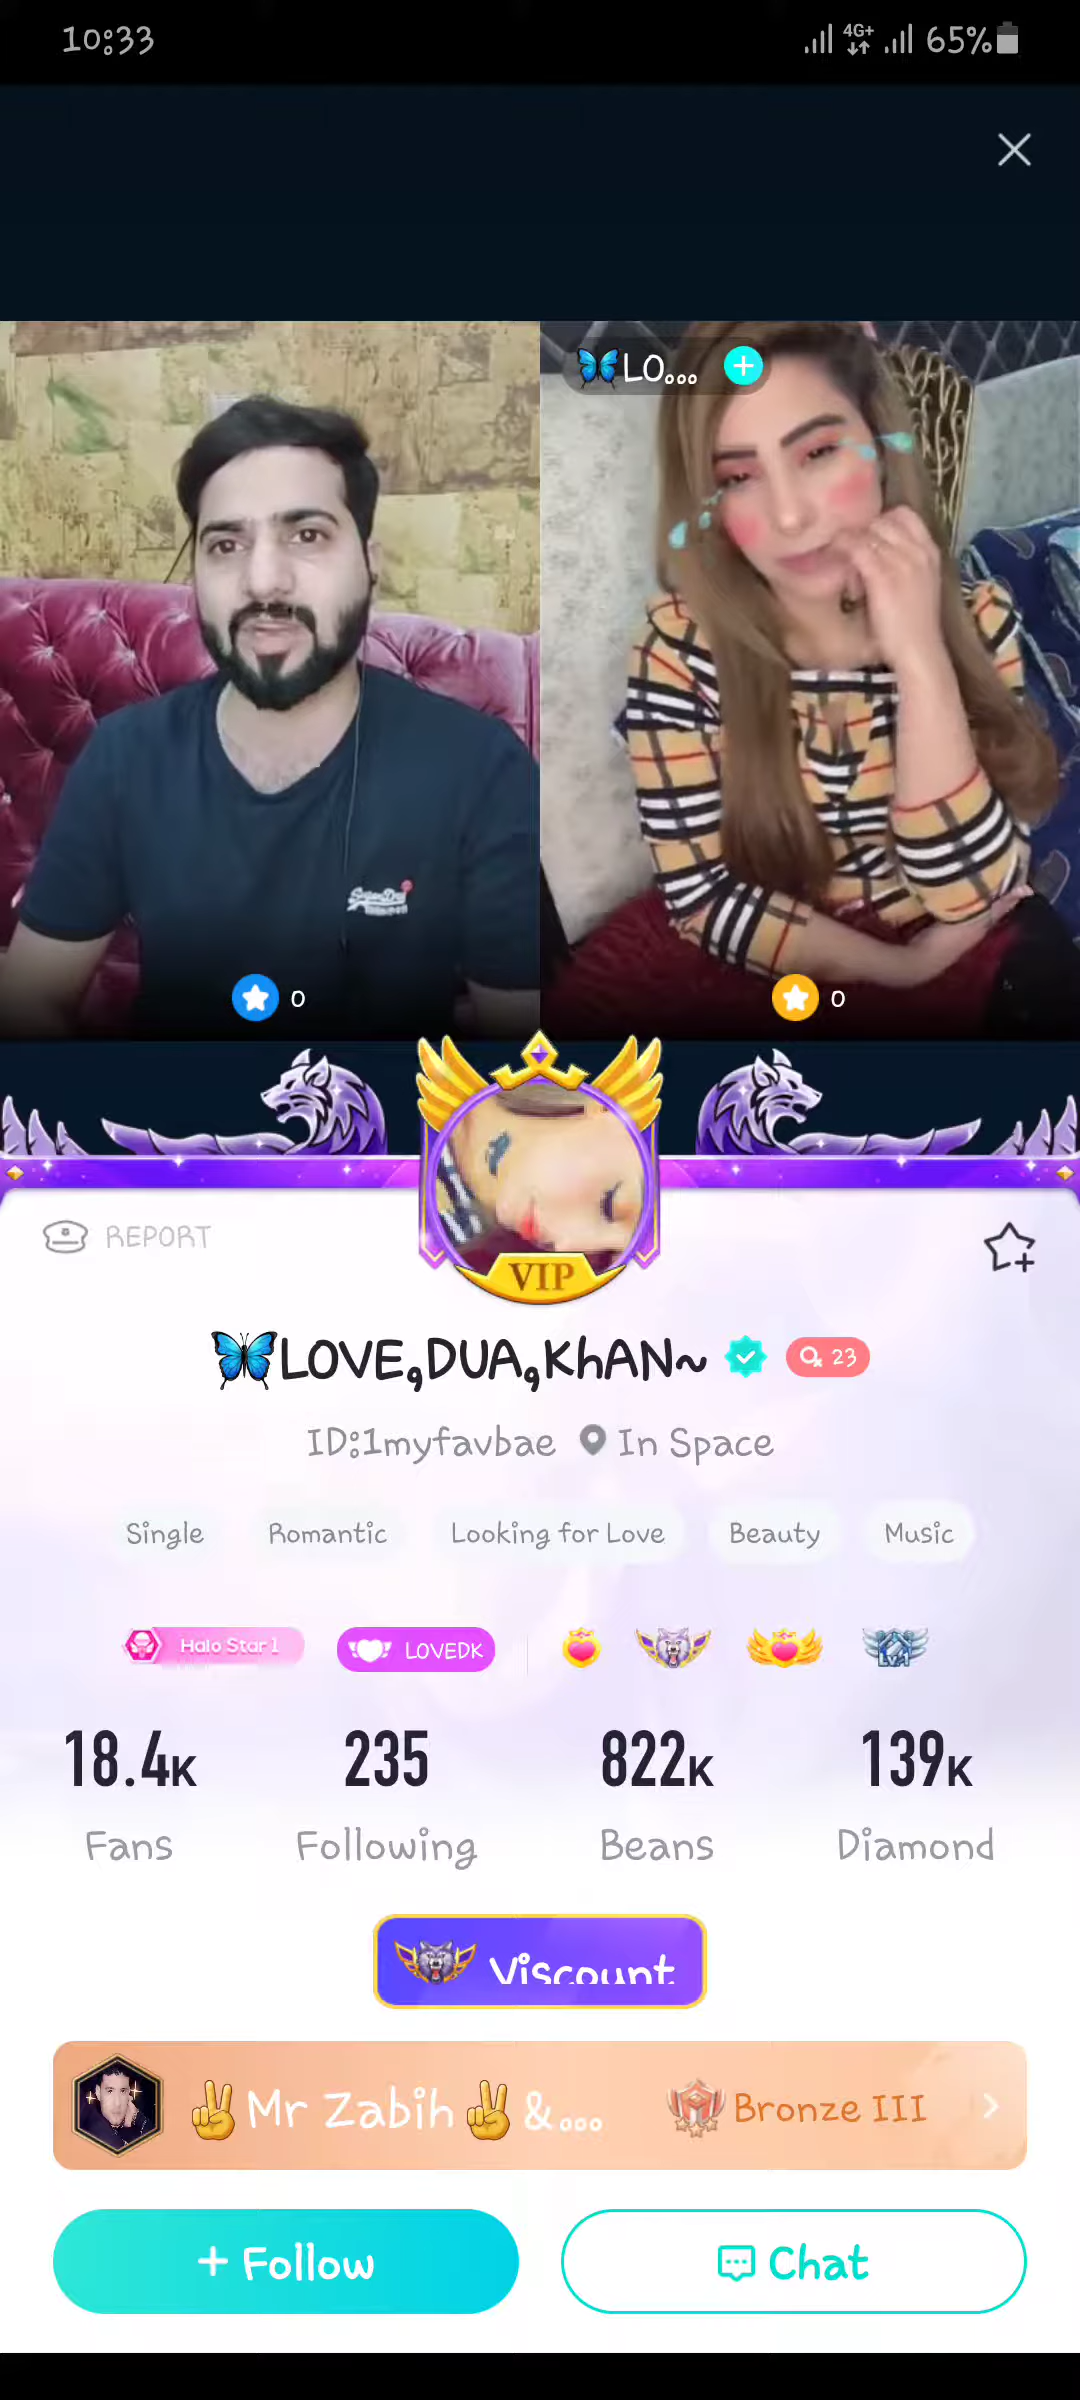 10:33
4G+
65%
🦋LO...
0
0
VIP
REPORT
🦋LOVE,DUA,KhAN~
23
ID:1myfavbae
In Space
Single
Romantic
Looking for Love
Beauty
Music
Halo Star 1
LOVEDK
Lv.1
18.4K
235
822K
139K
Fans
Following
Beans
Diamond
Viscount
✌Mr Zabih✌&...
Bronze III
+ Follow
Chat